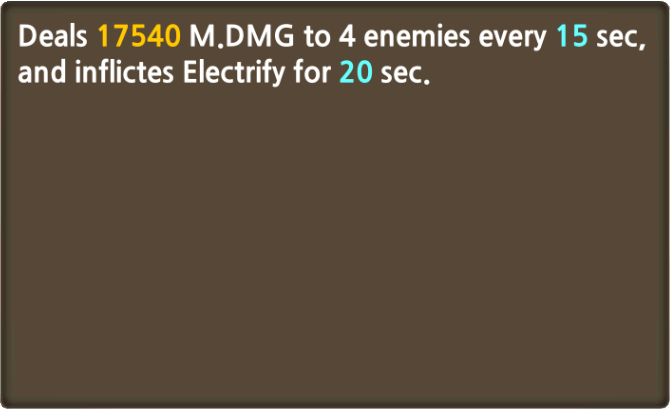 Deals 17540 M.DMG to 4 enemies every 15 sec,
and inflictes Electrify for 20 sec.